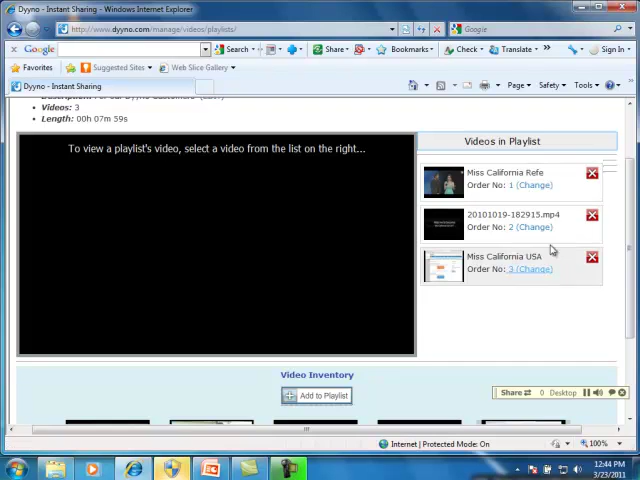 Dyyno - Instant Sharing - Windows Internet Explorer
http://www.dyyno.com/manage/videos/playlists/
Google
x Google Search Share Bookmarks Check Translate » Sign In
Favorites Suggested Sites Web Slice Gallery
Dyyno - Instant Sharing Page Safety Tools »
Videos: 3
Length: 00h 07m 59s
To view a playlist's video, select a video from the list on the right...
Videos in Playlist
Miss California Refe
Order No: 1 (Change)
20101019-182915.mp4
Order No: 2 (Change)
Miss California USA
Order No: 3 (Change)
Video Inventory
Add to Playlist
Share 0 Desktop
Internet | Protected Mode: On 100%
12:44 PM
3/23/2011